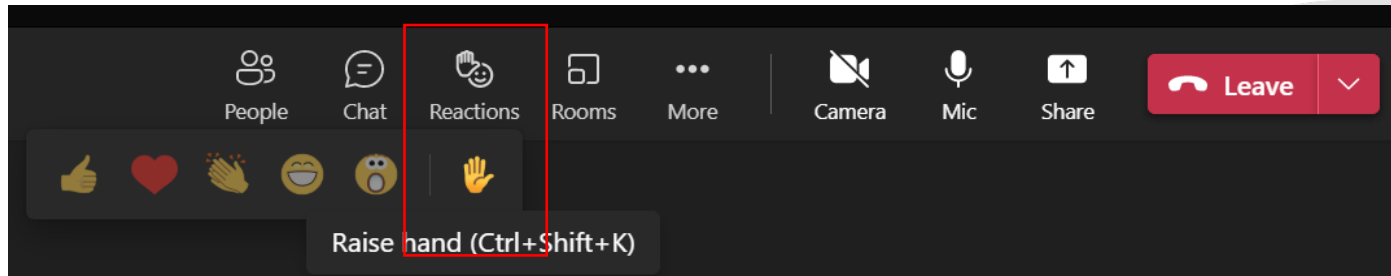 People Chat Reactions Rooms More Camera Mic Share Leave
Raise hand (Ctrl+Shift+K)